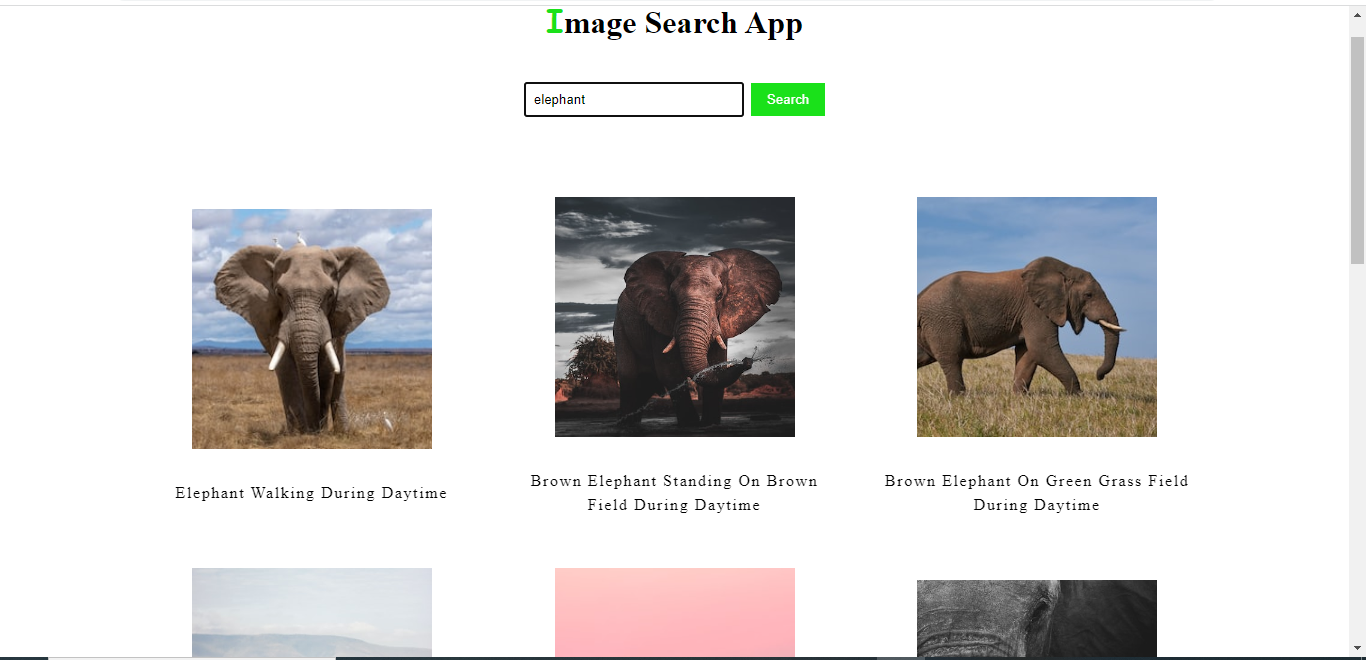 Image Search App
elephant
Search
Elephant Walking During Daytime
Brown Elephant Standing On Brown
Field During Daytime
Brown Elephant On Green Grass Field
During Daytime